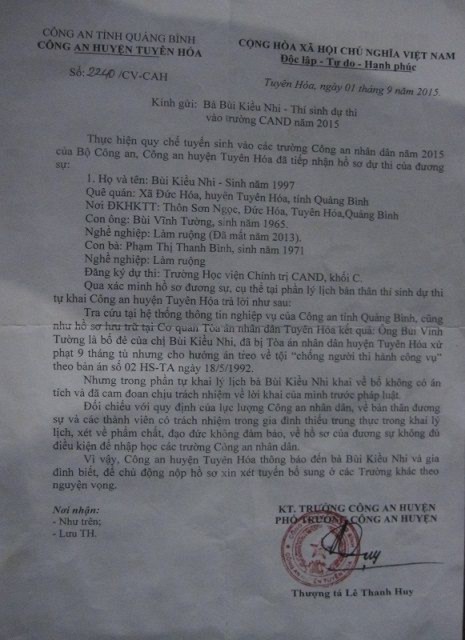 CÔNG AN TỈNH QUẢNG BÌNH
CÔNG AN HUYỆN TUYÊN HÓA
Số: 2240/CV-CAH
CỘNG HÒA XÃ HỘI CHỦ NGHĨA VIỆT NAM
Độc lập - Tự do - Hanh phúc
Tuyên Hóa, ngày 01 tháng 9 năm 2015.
Kính gửi: Bà Bùi Kiều Nhi - Thí sinh dự thi
vào trường CAND năm 2015
Thực hiện quy chế tuyển sinh vào các trường Công an nhân dân năm 2015
của Bộ Công an, Công an huyện Tuyên Hóa đã tiếp nhận hồ sơ dự thi của đương
sự:
1. Họ và tên: Bùi Kiều Nhi - Sinh năm 1997
Quê quán: Xã Đức Hóa, huyện Tuyên Hóa, tỉnh Quảng Bình
Nơi ĐKHKTT: Thôn Sơn Ngọc, Đức Hóa, Tuyên Hóa,Quảng Bình
Con ông: Bùi Vĩnh Tường, sinh năm 1965.
Nghề nghiệp: Làm ruộng (Đã mất năm 2013).
Con bà: Phạm Thị Thanh Bình, sinh năm 1971
Nghề nghiệp: Làm ruộng
Đăng ký dự thi: Trường Học viện Chính trị CAND, khối C.
Qua xác minh hồ sơ đương sự, cụ thể tại phần lý lịch bản thân thí sinh dự thi
tự khai Công an huyện Tuyên Hóa trả lời như sau:
Tra cứu tại hệ thống thông tin nghiệp vụ của Công an tỉnh Quảng Bình, cũng
như hồ sơ lưu trữ tại Cơ quan Tòa án nhân dân Tuyên Hóa kết quả: Ông Bùi Vĩnh
Tường là bố đẻ của chị Bùi Kiều Nhi, đã bị Tòa án nhân dân huyện Tuyên Hóa xử
phạt 9 tháng tù nhưng cho hưởng án treo về tội “chống người thi hành công vụ”
theo bản án số 02 HS-TA ngày 18/5/1992.
Nhưng trong phần tự khai lý lịch bà Bùi Kiều Nhi khai về bố không có án
tích và đã cam đoan chịu trách nhiệm về lời khai của mình trước pháp luật.
Đối chiếu với quy định của lực lượng Công an nhân dân, về bản thân đương
sự và các thành viên có trách nhiệm trong gia đình thiếu trung thực trong khai lý
lịch, xét về phẩm chất, đạo đức không đảm bảo, về hồ sơ của đương sự không đủ
điều kiện để nhập học các trường Công an nhân dân.
Vì vậy, Công an huyện Tuyên Hóa thông báo đến bà Bùi Kiều Nhi và gia
đình biết, để chủ động nộp hồ sơ xin xét tuyển bổ sung ở các Trường khác theo
nguyện vọng.
Nơi nhận:
- Như trên;
- Lưu TH.
KT. TRƯỞNG CÔNG AN HUYỆN
PHÓ TRƯỞNG CÔNG AN HUYỆN
Thượng tá Lê Thanh Huy